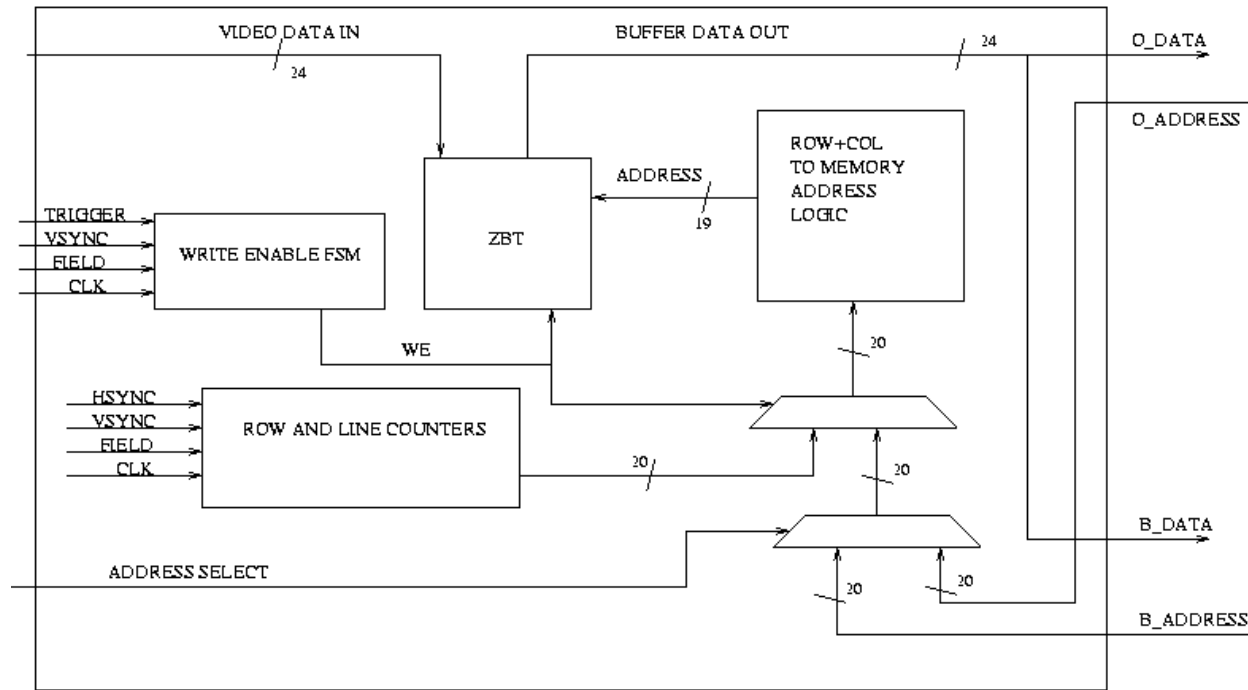 VIDEO DATA IN
BUFFER DATA OUT
24
24
O_DATA
O_ADDRESS
ROW+COL
TO MEMORY
ADDRESS
LOGIC
ADDRESS
19
TRIGGER
VSYNC
FIELD
CLK
WRITE ENABLE FSM
ZBT
WE
20
HSYNC
VSYNC
FIELD
CLK
ROW AND LINE COUNTERS
20
20
B_DATA
ADDRESS SELECT
20
20
B_ADDRESS